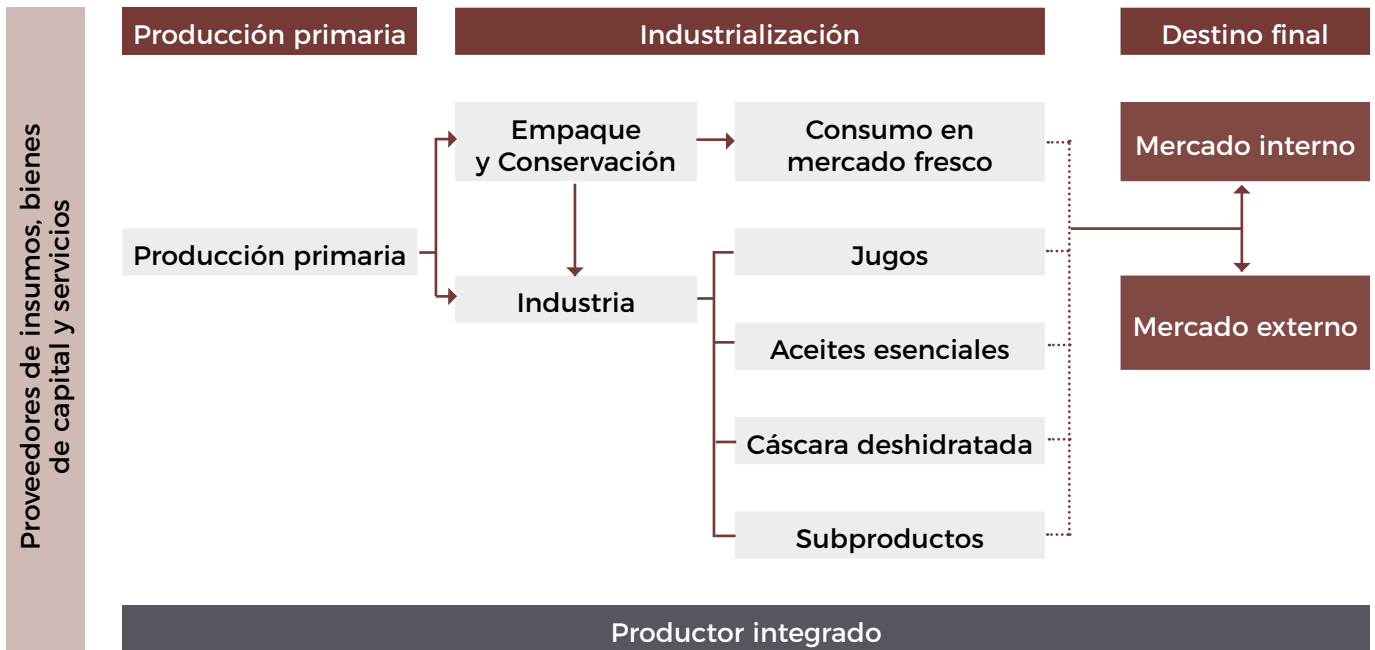 Proveedores de insumos, bienes
de capital y servicios
Producción primaria
Industrialización
Destino final
Producción primaria
Empaque
y Conservación
Industria
Consumo en
mercado fresco
Jugos
Aceites esenciales
Cáscara deshidratada
Subproductos
Mercado interno
Mercado externo
Productor integrado